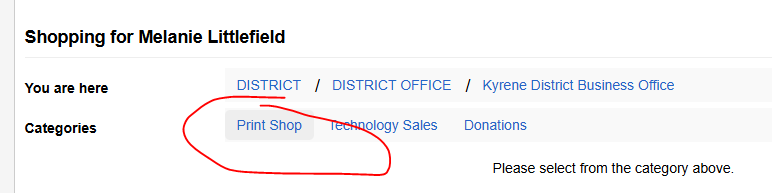 Shopping for Melanie Littlefield
You are here DISTRICT / DISTRICT OFFICE / Kyrene District Business Office
Categories Print Shop Technology Sales Donations
Please select from the category above.